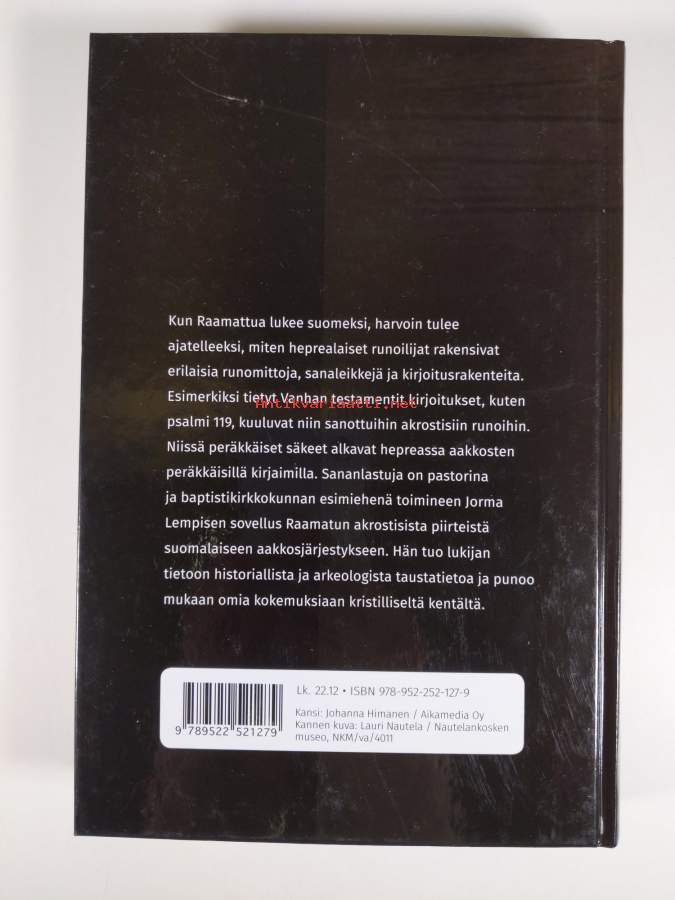 Kun Raamattua lukee suomeksi, harvoin tulee
ajatelleeksi, miten heprealaiset runoilijat rakensivat
erilaisia runomittoja, sanaleikkejä ja kirjoitusrakenteita.
Esimerkiksi tietyt Vanhan testamentit kirjoitukset, kuten
Antikvariaatti.net
psalmi 119, kuuluvat niin sanottuihin akrostisiin runoihin.
Niissä peräkkäiset säkeet alkavat hepreassa aakkosten
peräkkäisillä kirjaimilla. Sananlastuja on pastorina
ja baptistikirkkokunnan esimiehenä toimineen Jorma
Lempisen sovellus Raamatun akrostisista piirteistä
suomalaiseen aakkosjärjestykseen. Hän tuo lukijan
tietoon historiallista ja arkeologista taustatietoa ja punoo
mukaan omia kokemuksiaan kristilliseltä kentältä.
Lk. 22.12 • ISBN 978-952-252-127-9
Kansi: Johanna Himanen / Aikamedia Oy
Kannen kuva: Lauri Nautela / Nautelankosken
museo, NKM/va/4011
9 789522 521279